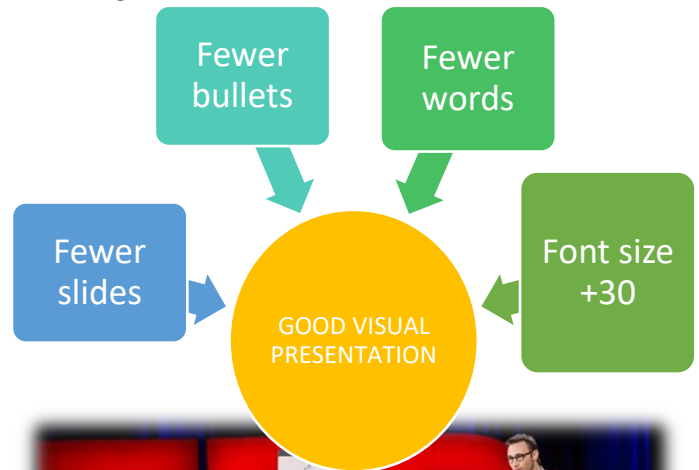 Fewer
bullets
Fewer
words
Fewer
slides
Font size
+30
GOOD VISUAL
PRESENTATION